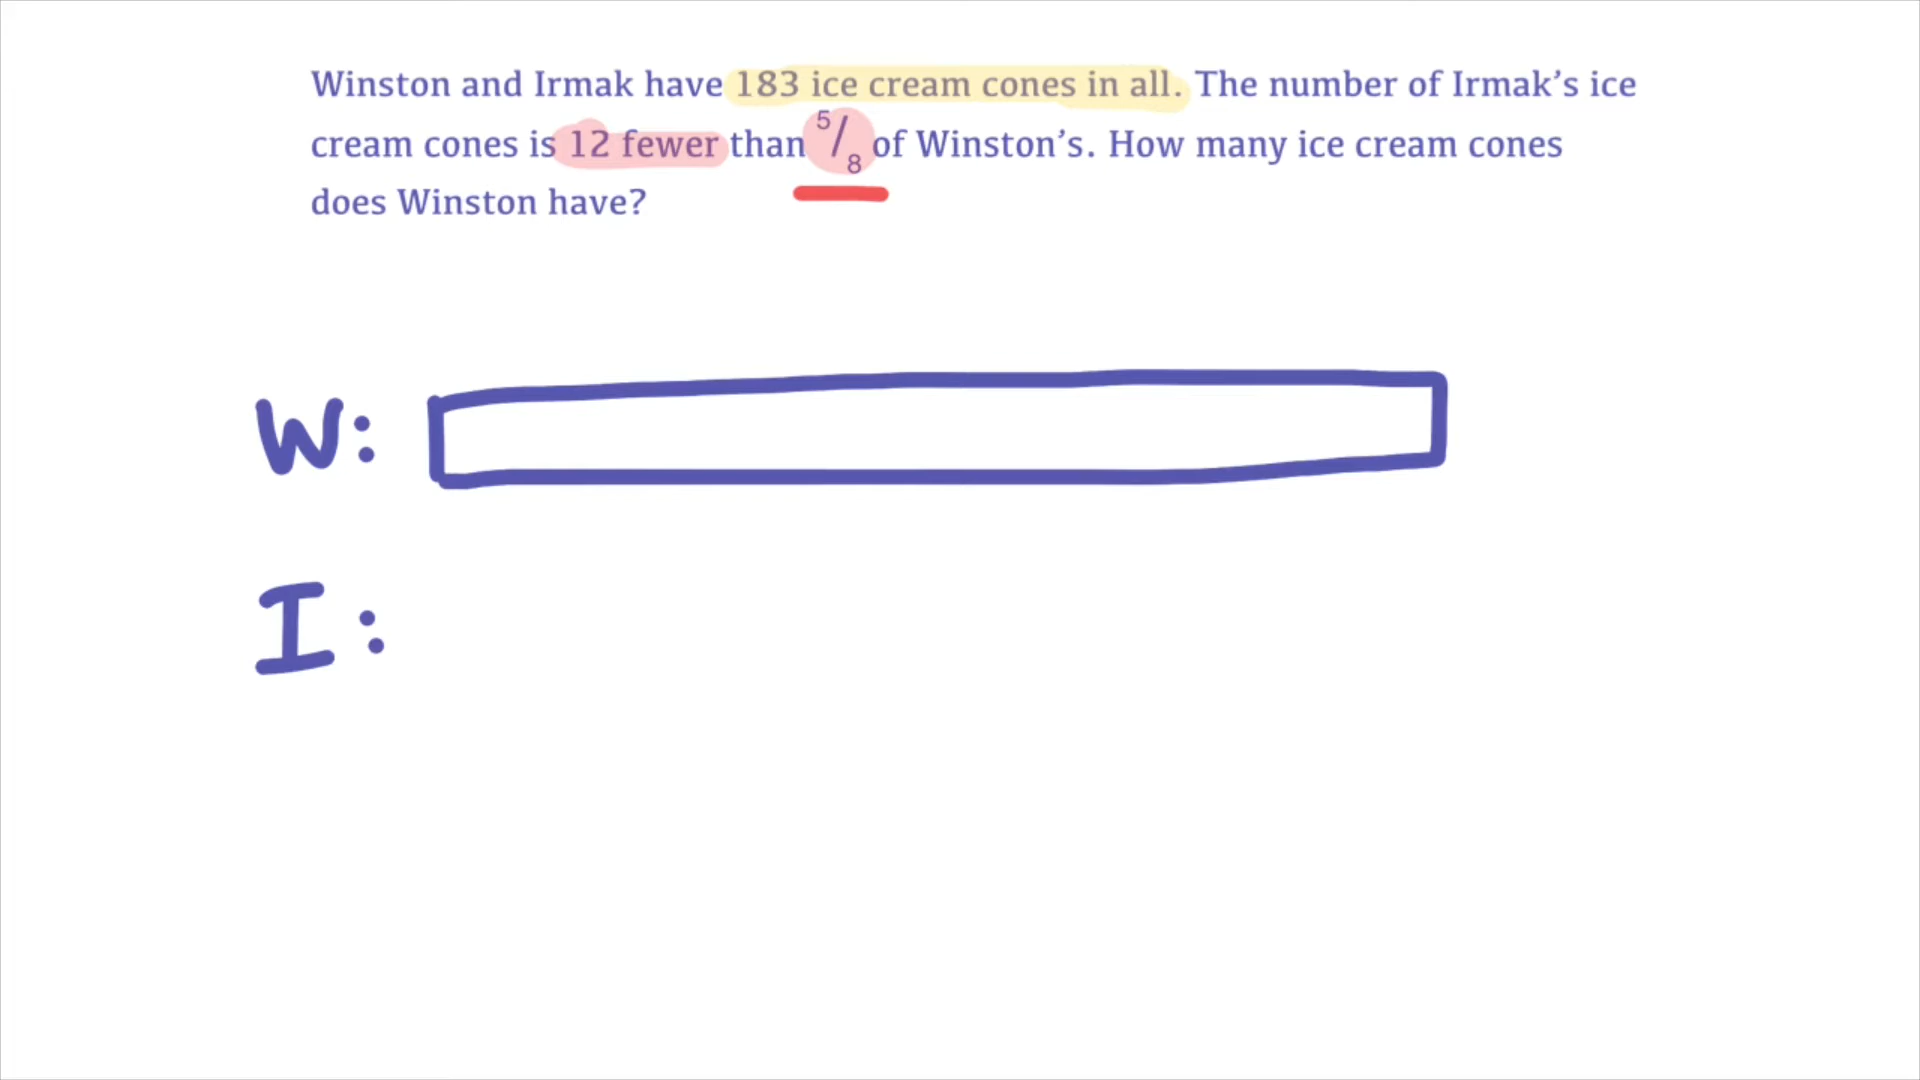 Winston and Irmak have 183 ice cream cones in all. The number of Irmak’s ice
cream cones is 12 fewer than 5/8 of Winston’s. How many ice cream cones
does Winston have?
W:
I: